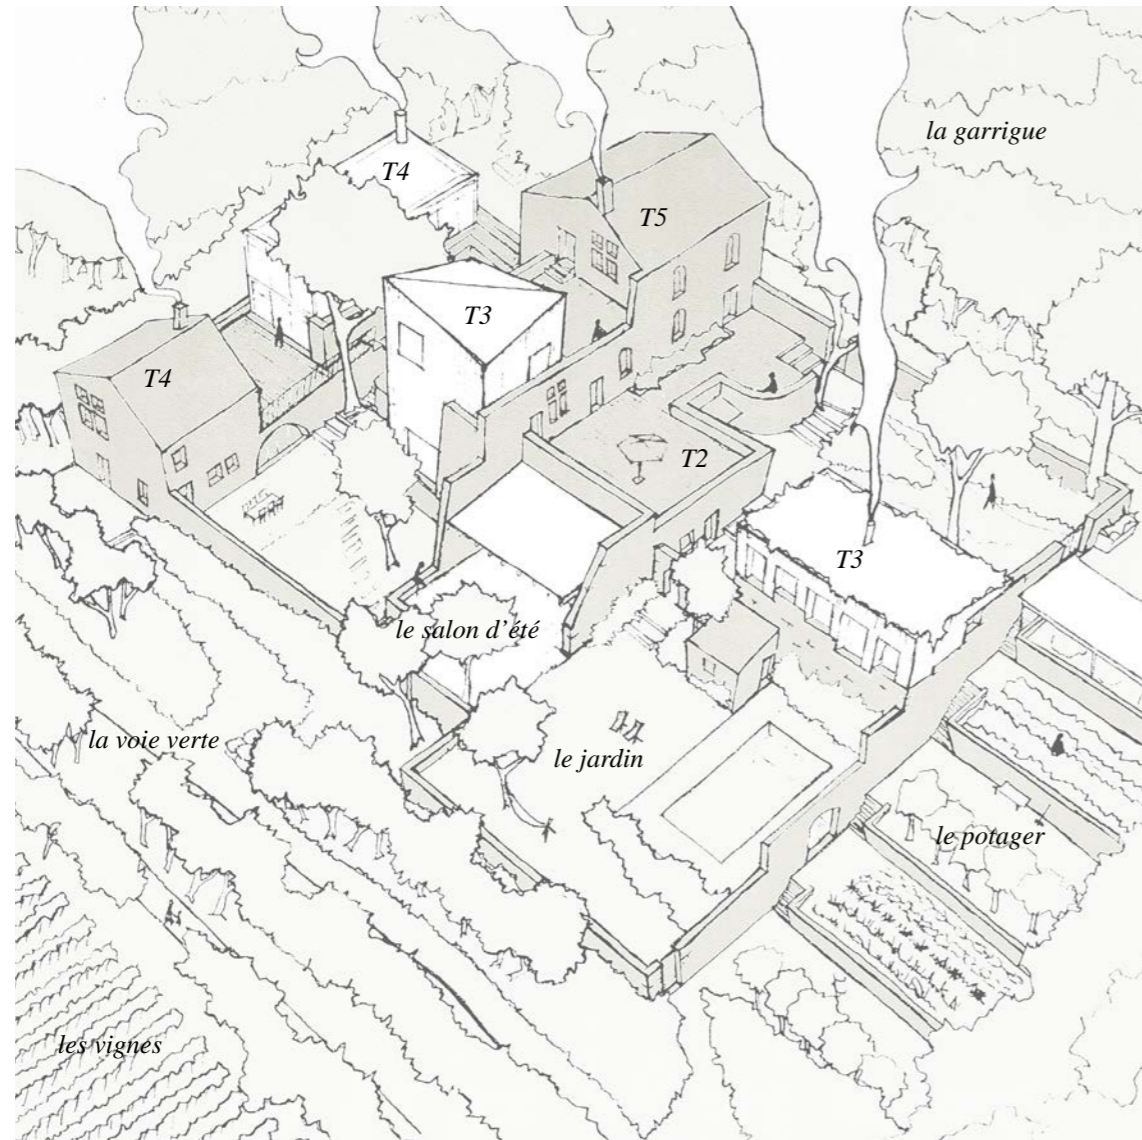 la garrigue
T4
T5
T3
T4
T2
T3
le salon d'été
la voie verte
le jardin
le potager
les vignes